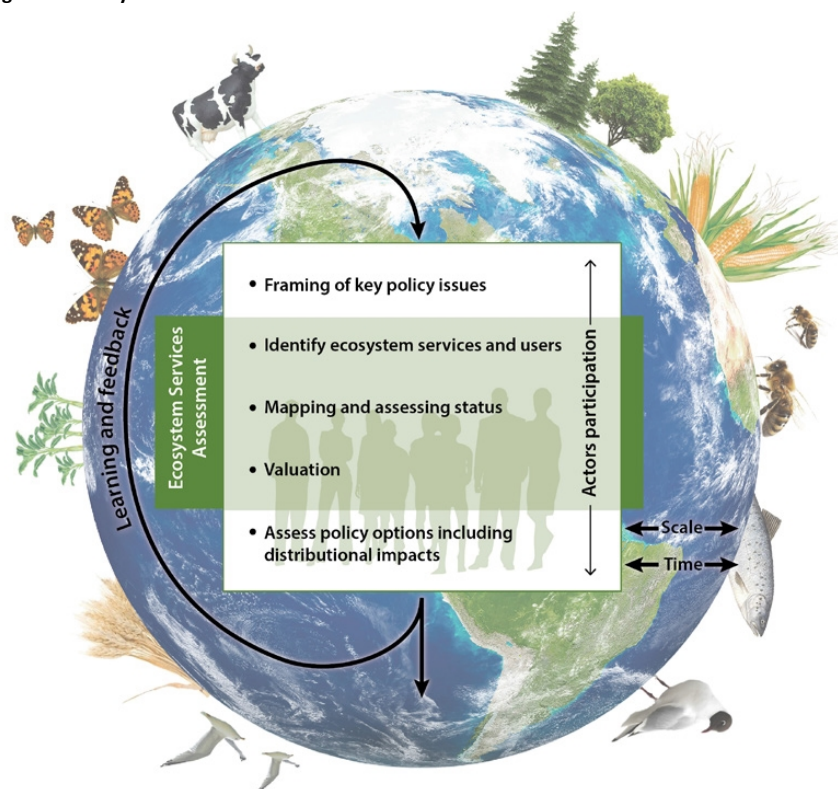 Framing of key policy issues
Identify ecosystem services and users
Mapping and assessing status
Valuation
Assess policy options including
distributional impacts
Ecosystem Services
Assessment
Learning and feedback
Actors participation
Scale
Time